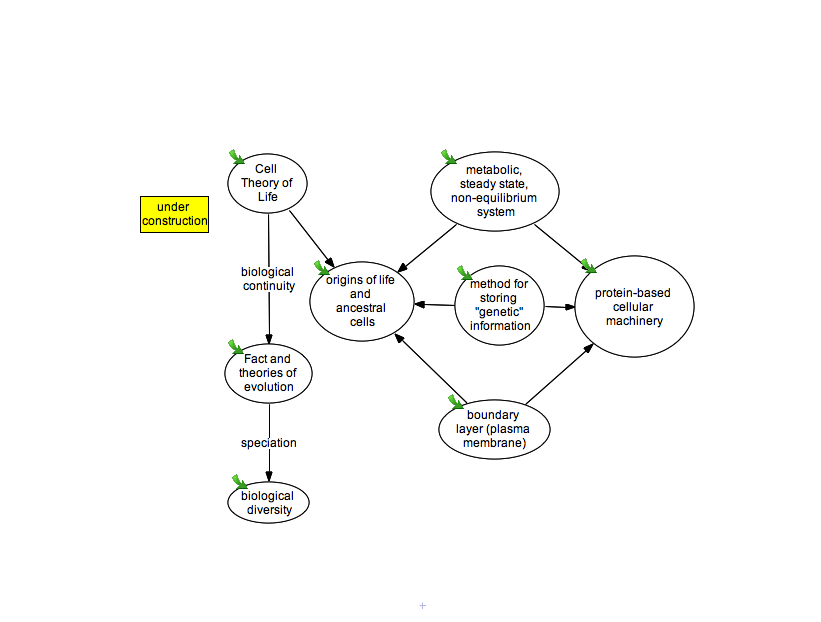 Cell
Theory of
Life
metabolic,
steady state,
non-equilibrium
system
under
construction
biological
continuity
origins of life
and
ancestral
cells
method for
storing
"genetic"
information
protein-based
cellular
machinery
Fact and
theories of
evolution
boundary
layer (plasma
membrane)
speciation
biological
diversity
+